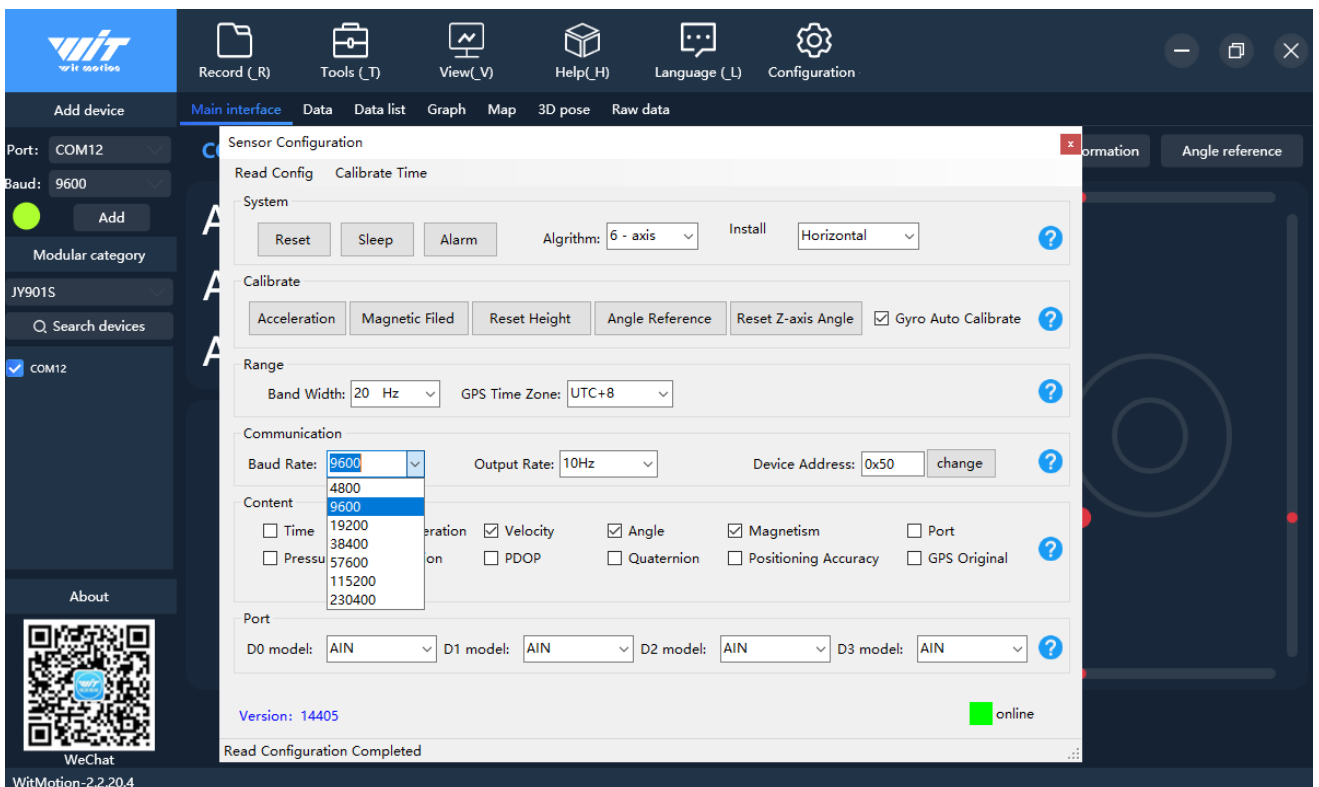 WiT
wit motion
Record (_R)
Tools (_T)
View(_V)
Help(_H)
Language (_L)
Configuration
Add device
Main interface
Data
Data list
Graph
Map
3D pose
Raw data
Port:
COM12
Baud:
9600
Add
Modular category
JY901S
Search devices
COM12
About
WeChat
WitMotion-2.2.20.4
ormation
Angle reference
Sensor Configuration
x
Read Config
Calibrate Time
System
Reset
Sleep
Alarm
Algrithm:
6 - axis
Install
Horizontal
?
Calibrate
Acceleration
Magnetic Filed
Reset Height
Angle Reference
Reset Z-axis Angle
Gyro Auto Calibrate
?
Range
Band Width:
20 Hz
GPS Time Zone:
UTC+8
?
Communication
Baud Rate:
9600
Output Rate:
10Hz
Device Address:
0x50
change
?
4800
9600
19200
38400
57600
115200
230400
Content
Time
eration
Velocity
Angle
Magnetism
Port
Pressu
on
PDOP
Quaternion
Positioning Accuracy
GPS Original
?
Port
D0 model:
AIN
D1 model:
AIN
D2 model:
AIN
D3 model:
AIN
?
Version: 14405
online
Read Configuration Completed